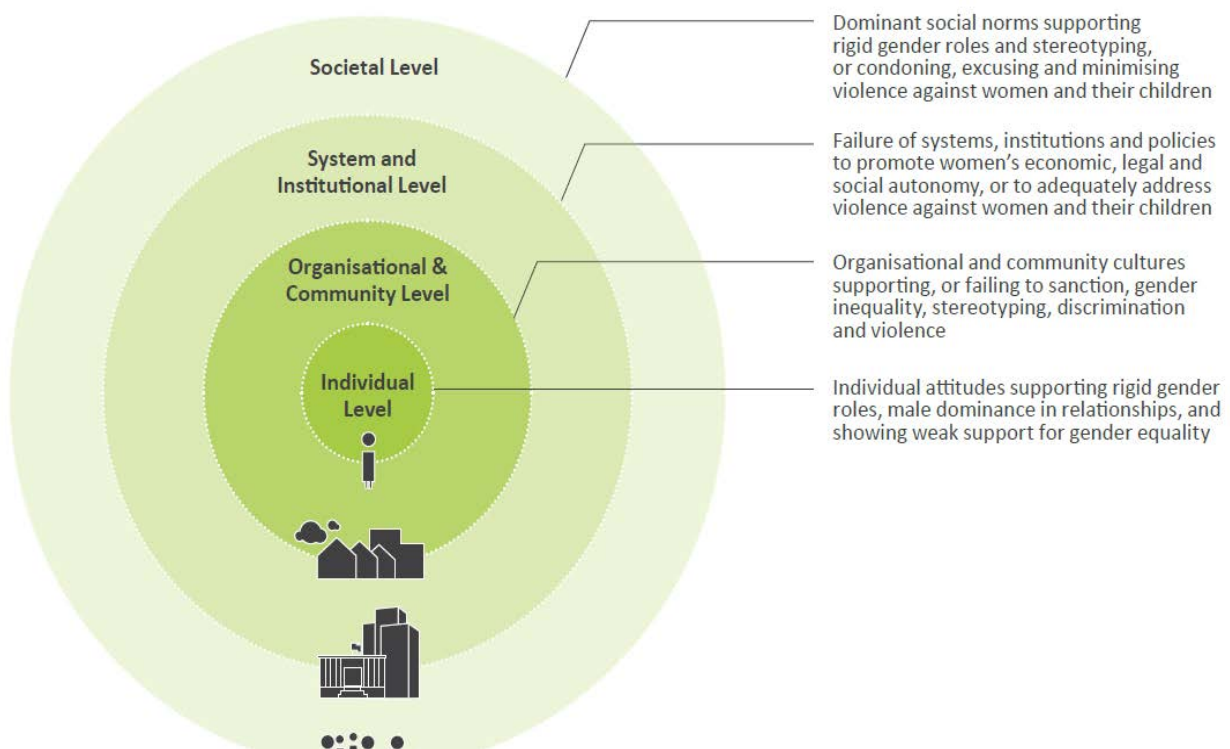 Societal Level
Dominant social norms supporting
rigid gender roles and stereotyping,
or condoning, excusing and minimising
violence against women and their children
System and
Institutional Level
Failure of systems, institutions and policies
to promote women's economic, legal and
social autonomy, or to adequately address
violence against women and their children
Organisational &
Community Level
Organisational and community cultures
supporting, or failing to sanction, gender
inequality, stereotyping, discrimination
and violence
Individual
Level
Individual attitudes supporting rigid gender
roles, male dominance in relationships, and
showing weak support for gender equality